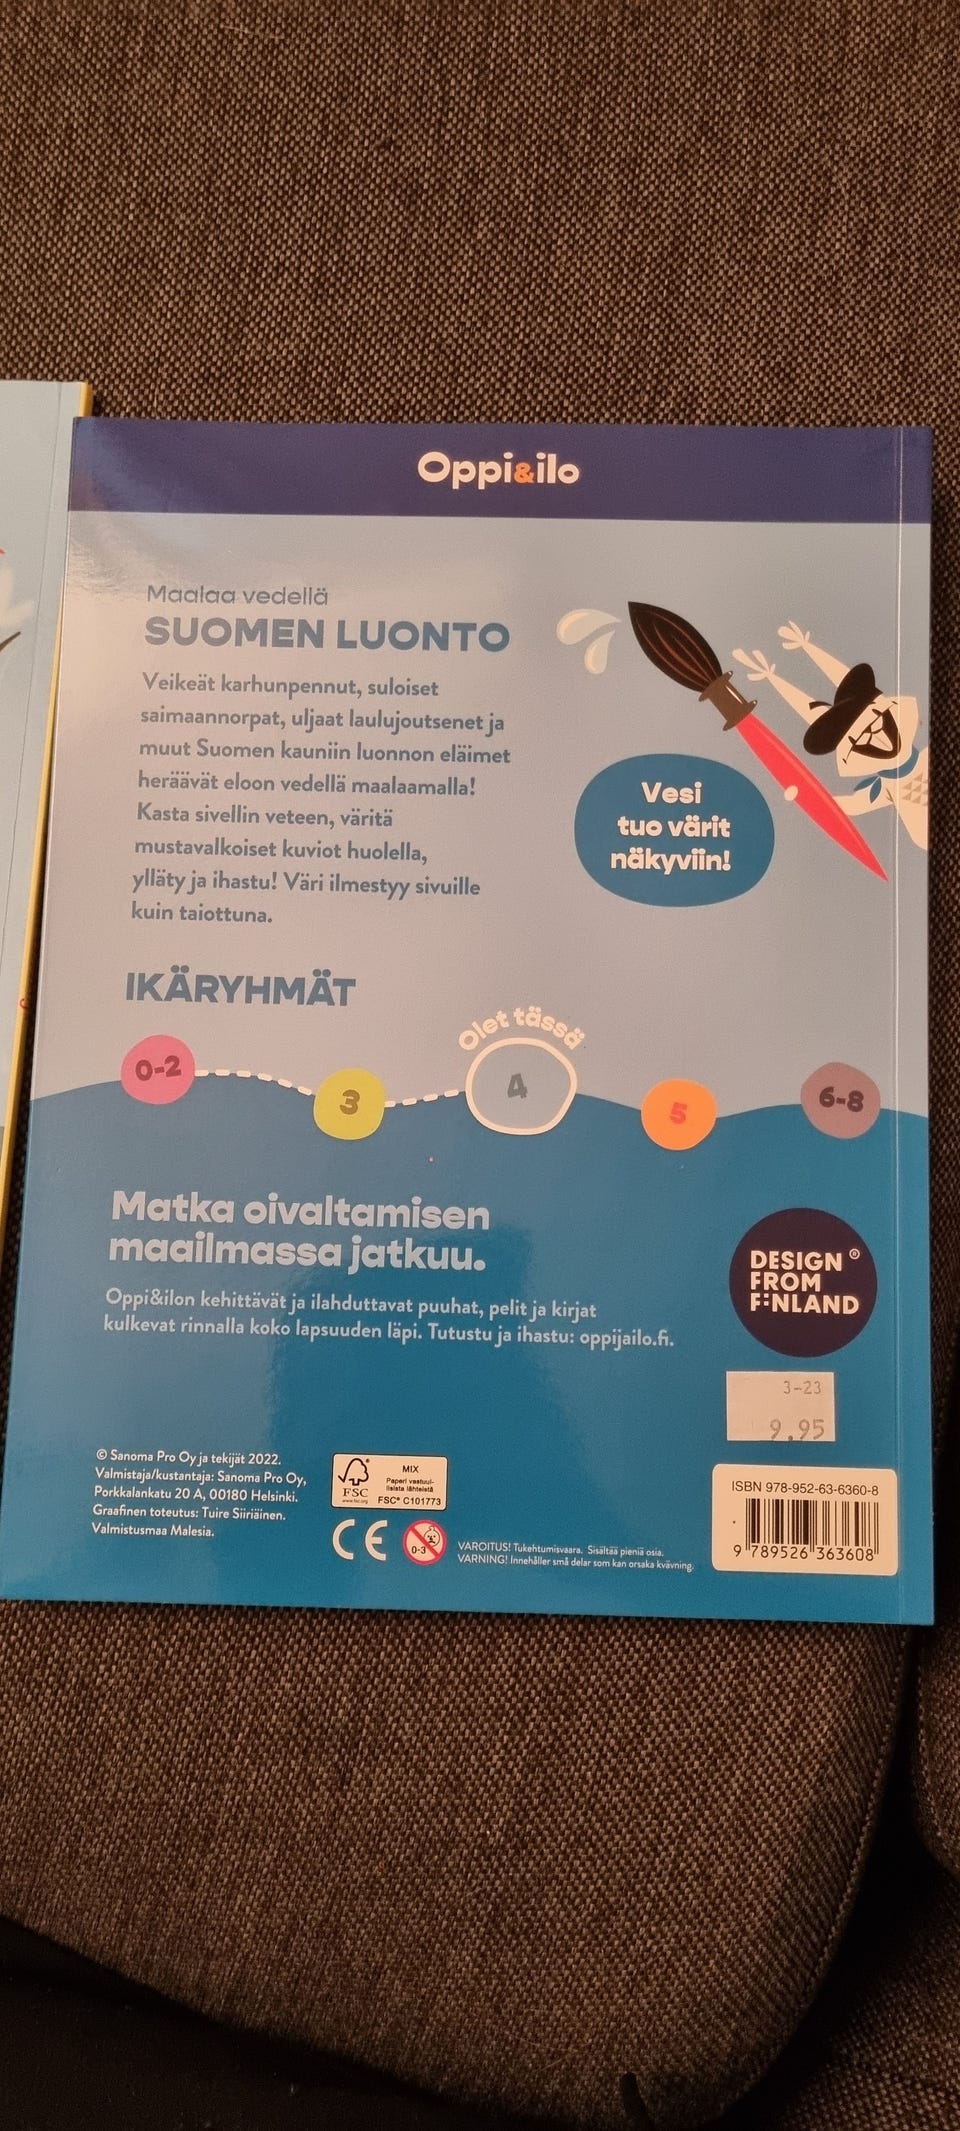 Oppi&ilo
Maalaa vedellä
SUOMEN LUONTO
Veikeät karhunpennut, suloiset
saimaannorpat, uljaat laulujoutsenet ja
muut Suomen kauniin luonnon eläimet
heräävät eloon vedellä maalaamalla!
Kasta sivellin veteen, väritä
mustavalkoiset kuviot huolella,
ylläty ja ihastu! Väri ilmestyy sivuille
kuin taiottuna.
Vesi
tuo värit
näkyviin!
IKÄRYHMÄT
Olet tässä
0-2
3
4
5
6-8
Matka oivaltamisen
maailmassa jatkuu.
Oppi&ilon kehittävät ja ilahduttavat puuhat, pelit ja kirjat
kulkevat rinnalla koko lapsuuden läpi. Tutustu ja ihastu: oppijailo.fi.
DESIGN ®
FROM
FINLAND
3-23
9.95
© Sanoma Pro Oy ja tekijät 2022.
Valmistaja/kustantaja: Sanoma Pro Oy,
Porkkalankatu 20 A, 00180 Helsinki.
Graafinen toteutus: Tuire Siiriäinen.
Valmistusmaa Malesia.
FSC
www.fsc.org
MIX
Paperi vastuul-
lisista lähteistä
FSC® C101773
CE
0-3
VAROITUS! Tukehtumisvaara. Sisältää pieniä osia.
VARNING! Innehåller små delar som kan orsaka kvävning.
ISBN 978-952-63-6360-8
9 789526 363608